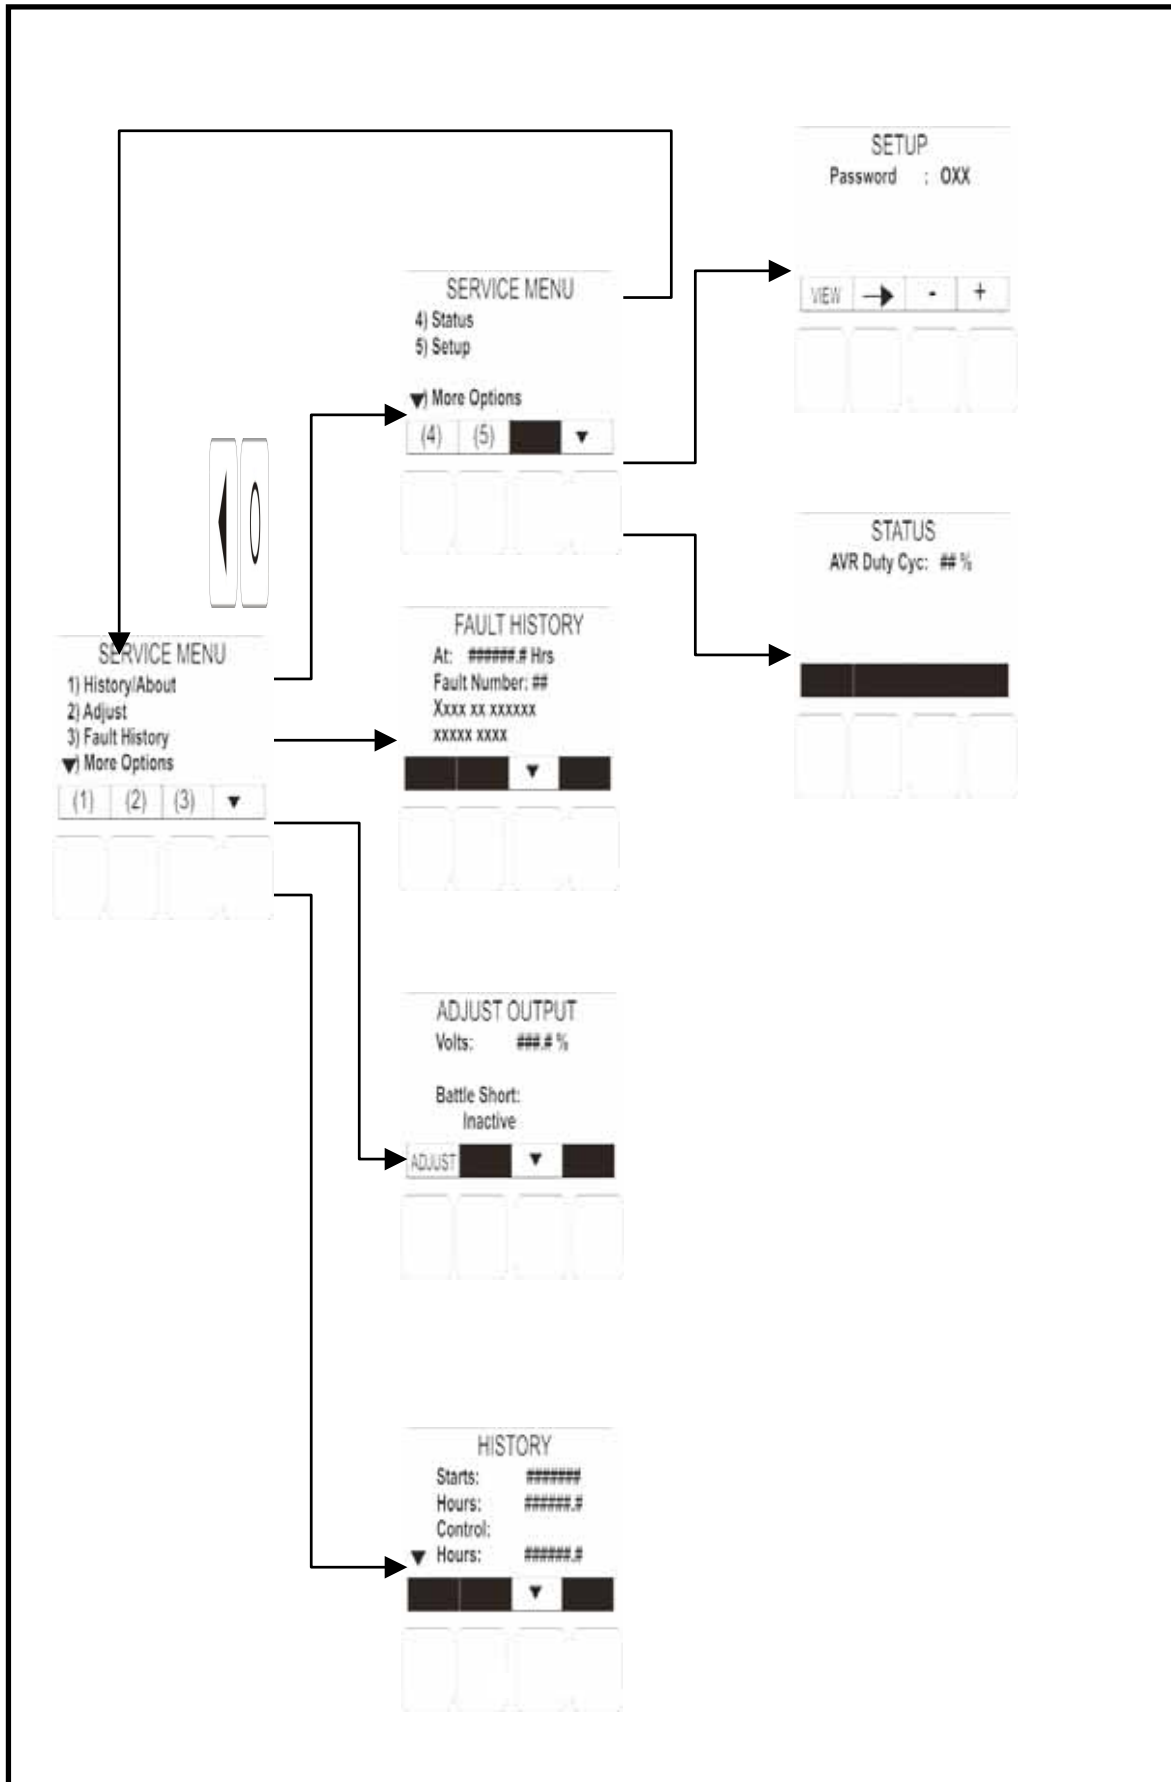 SETUP
Password : OXX
VIEW → - +
SERVICE MENU
4) Status
5) Setup
▼) More Options
(4) (5) ▼
STATUS
AVR Duty Cyc: ## %
FAULT HISTORY
At: ######.# Hrs
Fault Number: ##
Xxxx xx xxxxxx
xxxxx xxxx
▼
SERVICE MENU
1) History/About
2) Adjust
3) Fault History
▼) More Options
(1) (2) (3) ▼
ADJUST OUTPUT
Volts: ###.# %
Battle Short:
Inactive
ADJUST ▼
HISTORY
Starts: #######
Hours: ######.#
Control:
▼ Hours: ######.#
▼